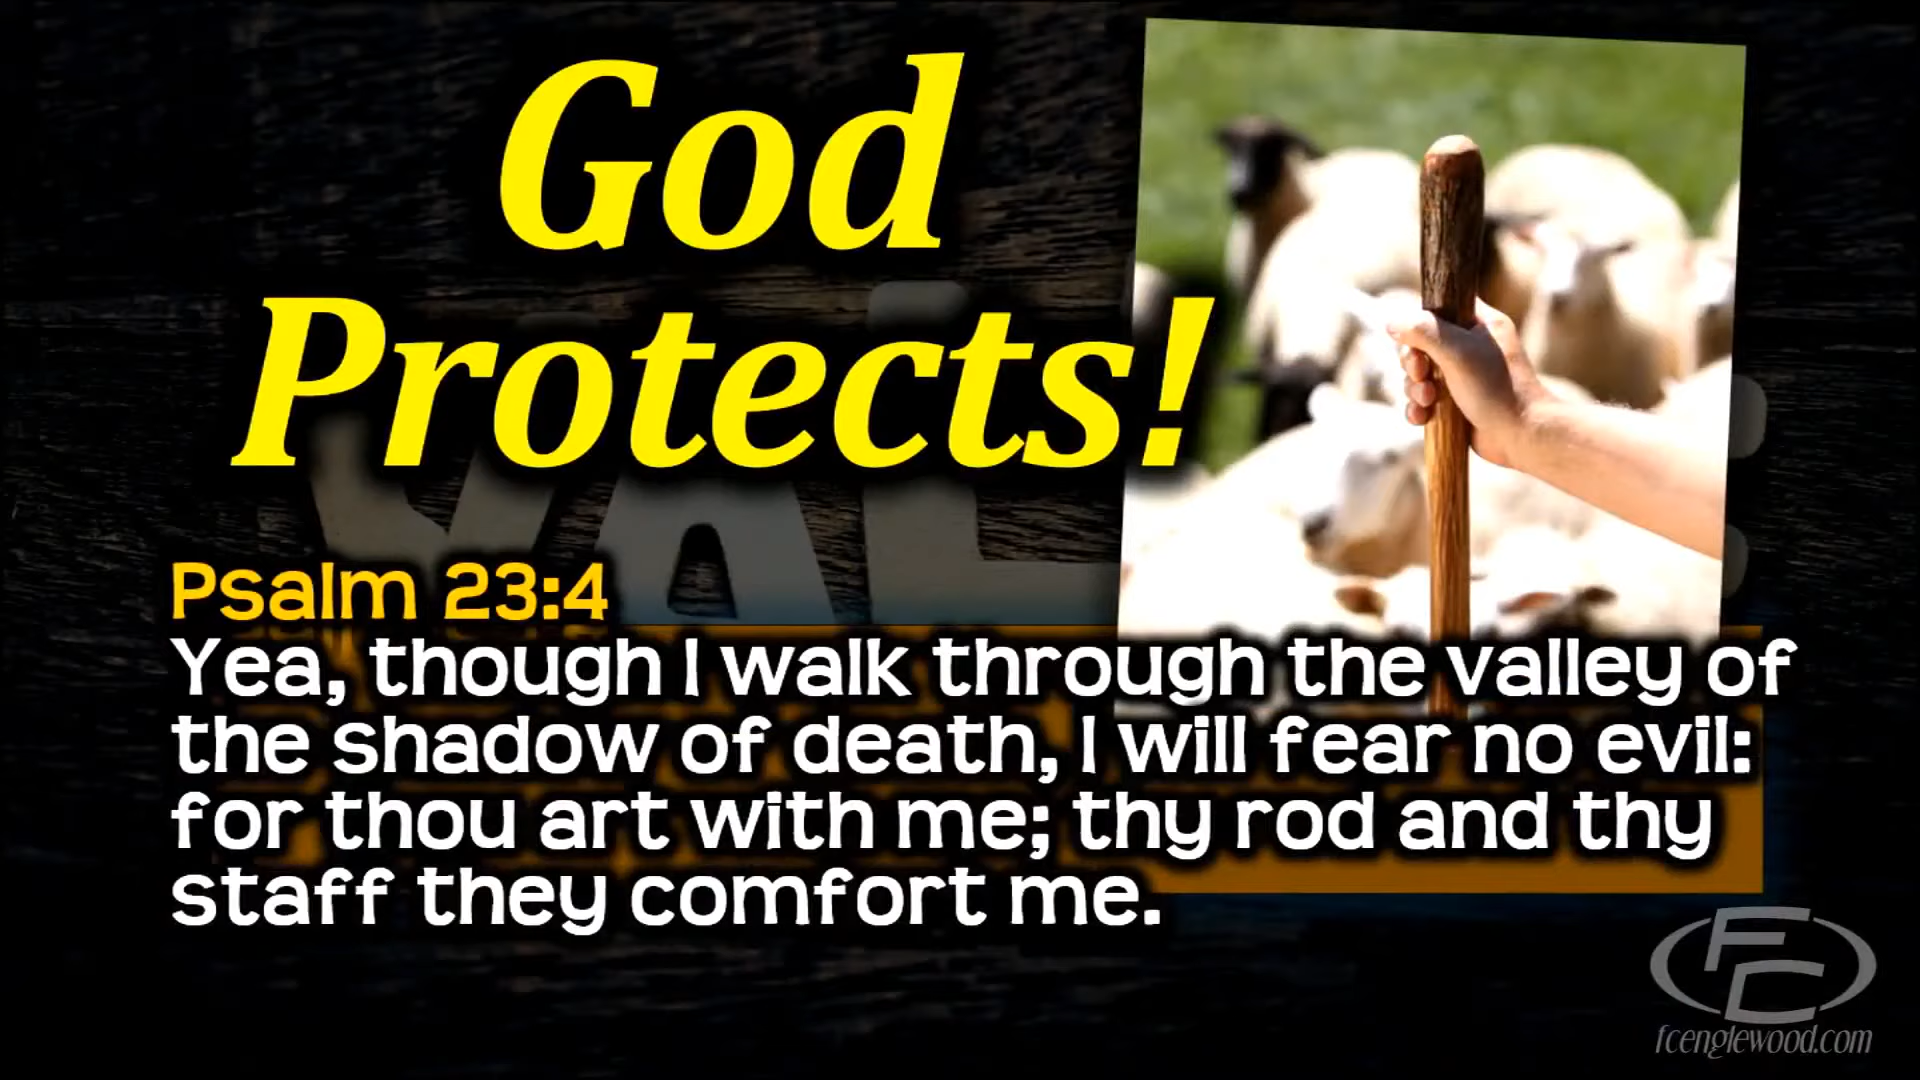 God
Protects!
Psalm 23:4
Yea, though I walk through the valley of
the shadow of death, I will fear no evil:
for thou art with me; thy rod and thy
staff they comfort me.
FC
fcenglewood.com